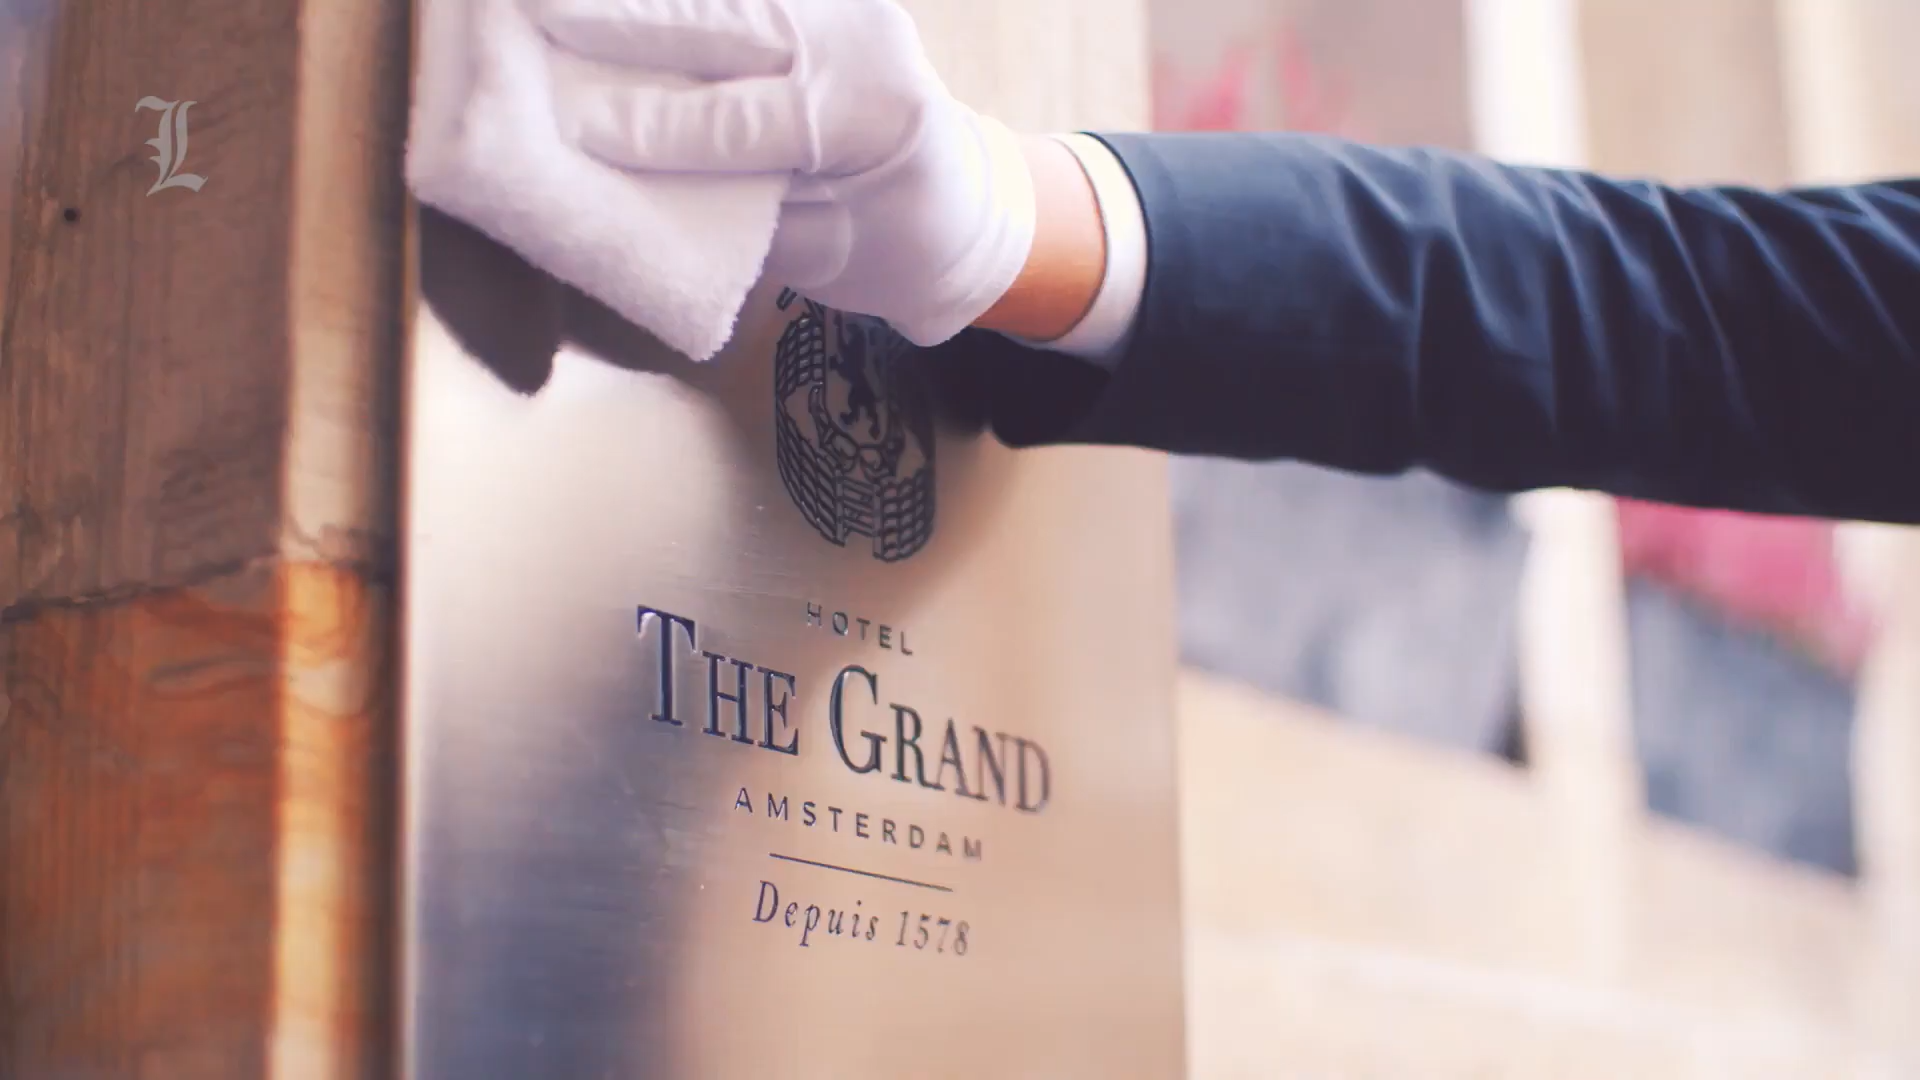 L
HOTEL
THE GRAND
AMSTERDAM
Depuis 1578